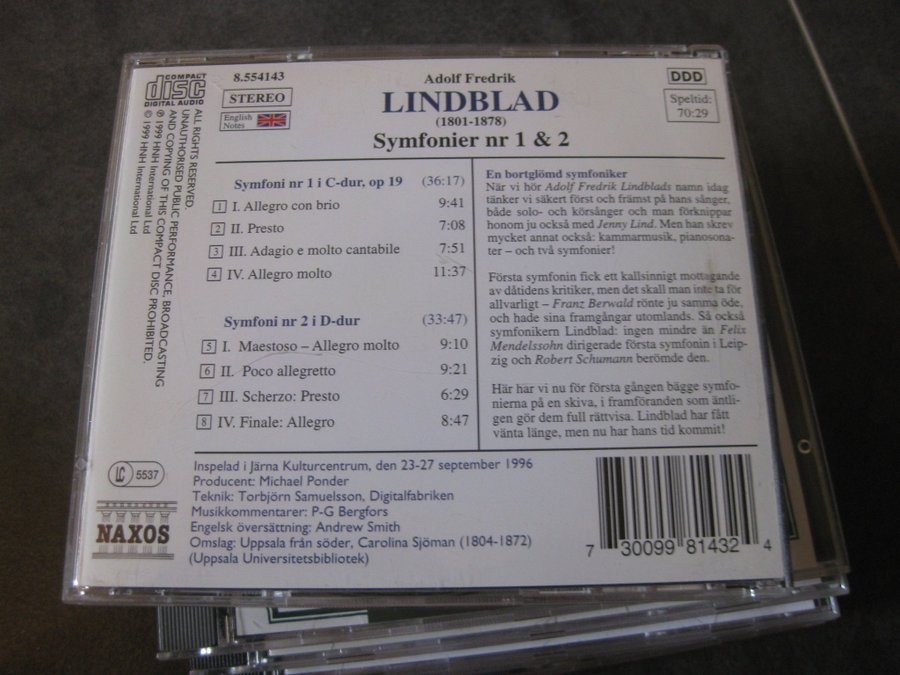 COMPACT
disc
DIGITAL AUDIO
8.554143
STEREO
English
Notes
Adolf Fredrik
LINDBLAD
(1801-1878)
Symfonier nr 1 & 2
DDD
Speltid:
70:29
ALL RIGHTS RESERVED.
UNAUTHORISED PUBLIC PERFORMANCE, BROADCASTING
AND COPYING OF THIS COMPACT DISC PROHIBITED.
℗ 1999 HNH International Ltd
© 1999 HNH International Ltd
Symfoni nr 1 i C-dur, op 19 (36:17)
1 I. Allegro con brio 9:41
2 II. Presto 7:08
3 III. Adagio e molto cantabile 7:51
4 IV. Allegro molto 11:37
Symfoni nr 2 i D-dur (33:47)
5 I. Maestoso – Allegro molto 9:10
6 II. Poco allegretto 9:21
7 III. Scherzo: Presto 6:29
8 IV. Finale: Allegro 8:47
En bortglömd symfoniker
När vi hör Adolf Fredrik Lindblads namn idag
tänker vi säkert först och främst på hans sånger,
både solo- och körsånger och man förknippar
honom ju också med Jenny Lind. Men han skrev
mycket annat också: kammarmusik, pianosona-
ter – och två symfonier!
Första symfonin fick ett kallsinnigt mottagande
av dåtidens kritiker, men det skall man inte ta för
allvarligt – Franz Berwald rönte ju samma öde,
och hade sina framgångar utomlands. Så också
symfonikern Lindblad: ingen mindre än Felix
Mendelssohn dirigerade första symfonin i Leip-
zig och Robert Schumann berömde den.
Här har vi nu för första gången bägge symfo-
nierna på en skiva, i framföranden som äntli-
gen gör dem full rättvisa. Lindblad har fått
vänta länge, men nu har hans tid kommit!
LC 5537
NAXOS
Inspelad i Järna Kulturcentrum, den 23-27 september 1996
Producent: Michael Ponder
Teknik: Torbjörn Samuelsson, Digitalfabriken
Musikkommentarer: P-G Bergfors
Engelsk översättning: Andrew Smith
Omslag: Uppsala från söder, Carolina Sjöman (1804-1872)
(Uppsala Universitetsbibliotek)
7 30099 81432 4